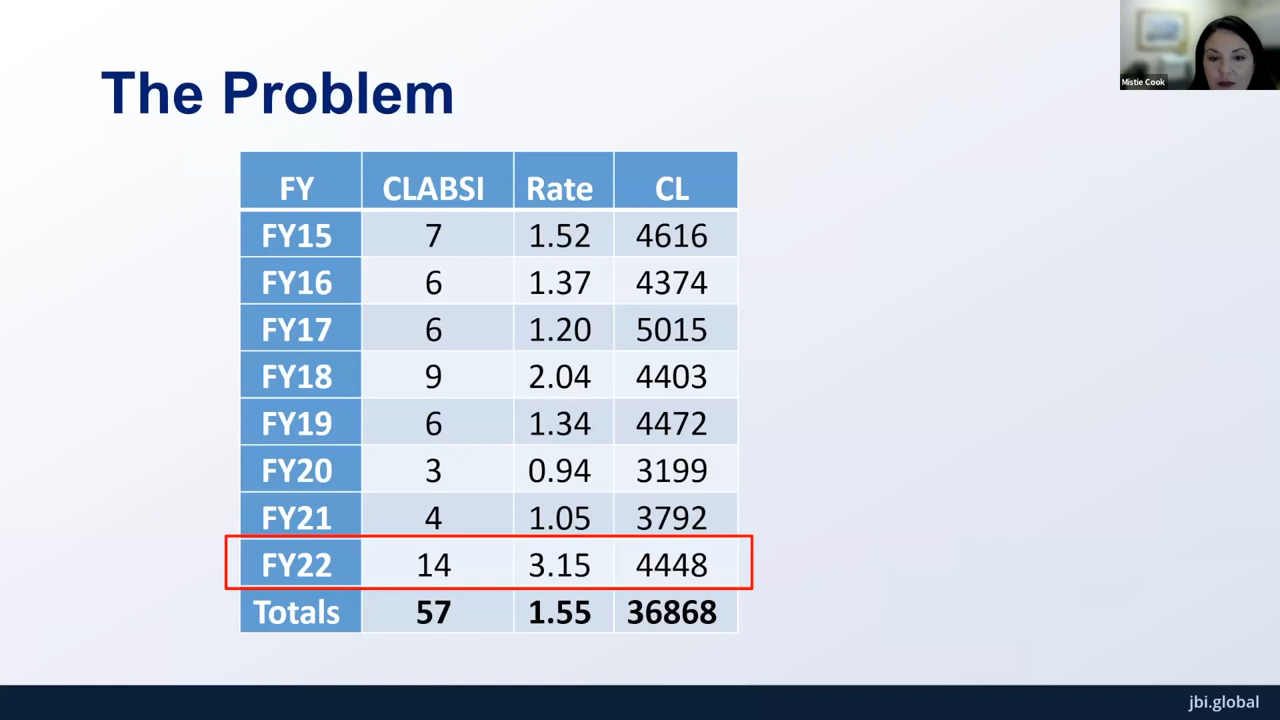 Mistie Cook
The Problem
FY CLABSI Rate CL
FY15 7 1.52 4616
FY16 6 1.37 4374
FY17 6 1.20 5015
FY18 9 2.04 4403
FY19 6 1.34 4472
FY20 3 0.94 3199
FY21 4 1.05 3792
FY22 14 3.15 4448
Totals 57 1.55 36868
jbi.global